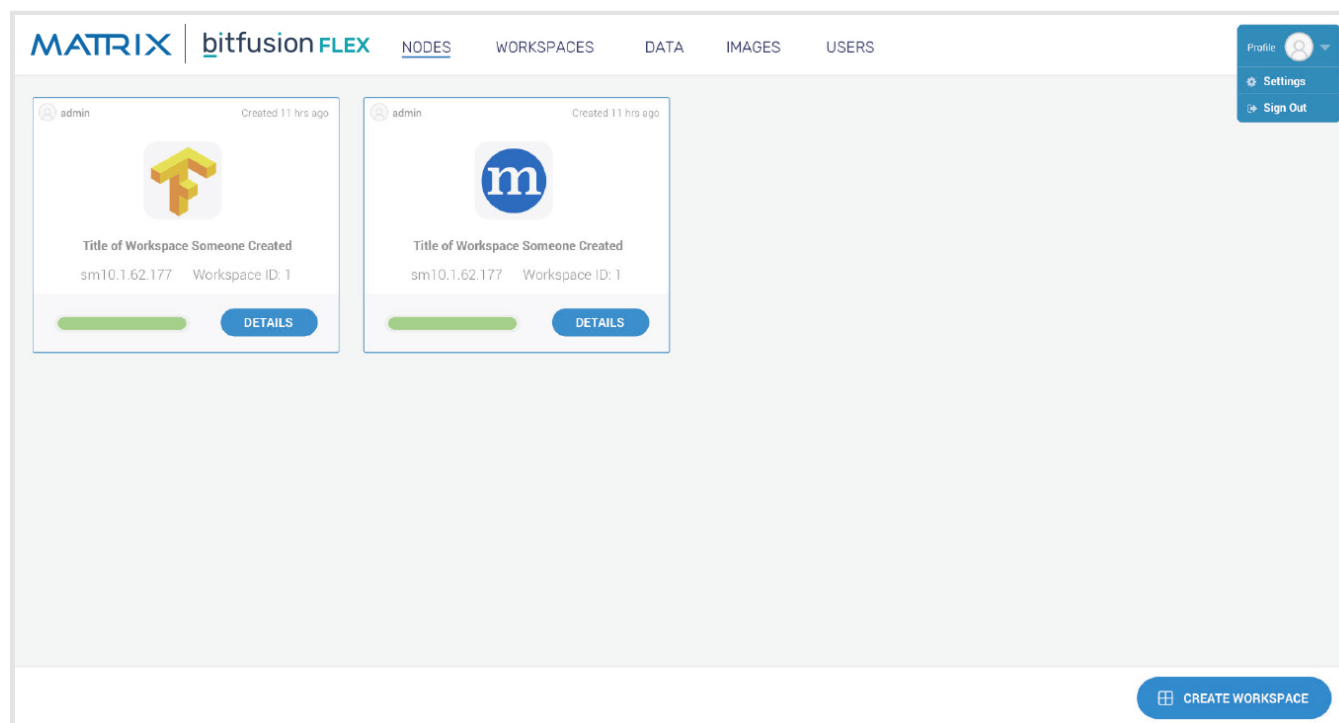 MATRIX bitfusion FLEX NODES WORKSPACES DATA IMAGES USERS Profile
Settings
Sign Out
admin Created 11 hrs ago
Title of Workspace Someone Created
sm10.1.62.177 Workspace ID: 1
DETAILS
admin Created 11 hrs ago
m
Title of Workspace Someone Created
sm10.1.62.177 Workspace ID: 1
DETAILS
CREATE WORKSPACE